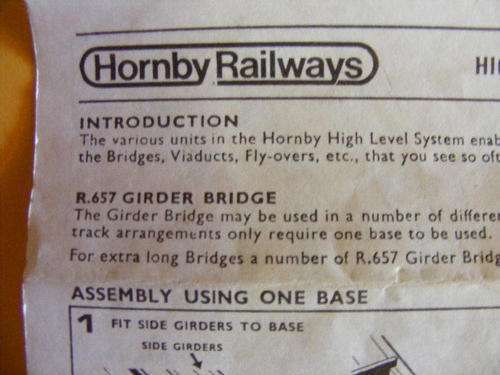 Hornby Railways
HI
INTRODUCTION
The various units in the Hornby High Level System enab
the Bridges, Viaducts, Fly-overs, etc., that you see so oft
R.657 GIRDER BRIDGE
The Girder Bridge may be used in a number of differen
track arrangements only require one base to be used.
For extra long Bridges a number of R.657 Girder Bridg
ASSEMBLY USING ONE BASE
1 FIT SIDE GIRDERS TO BASE
SIDE GIRDERS